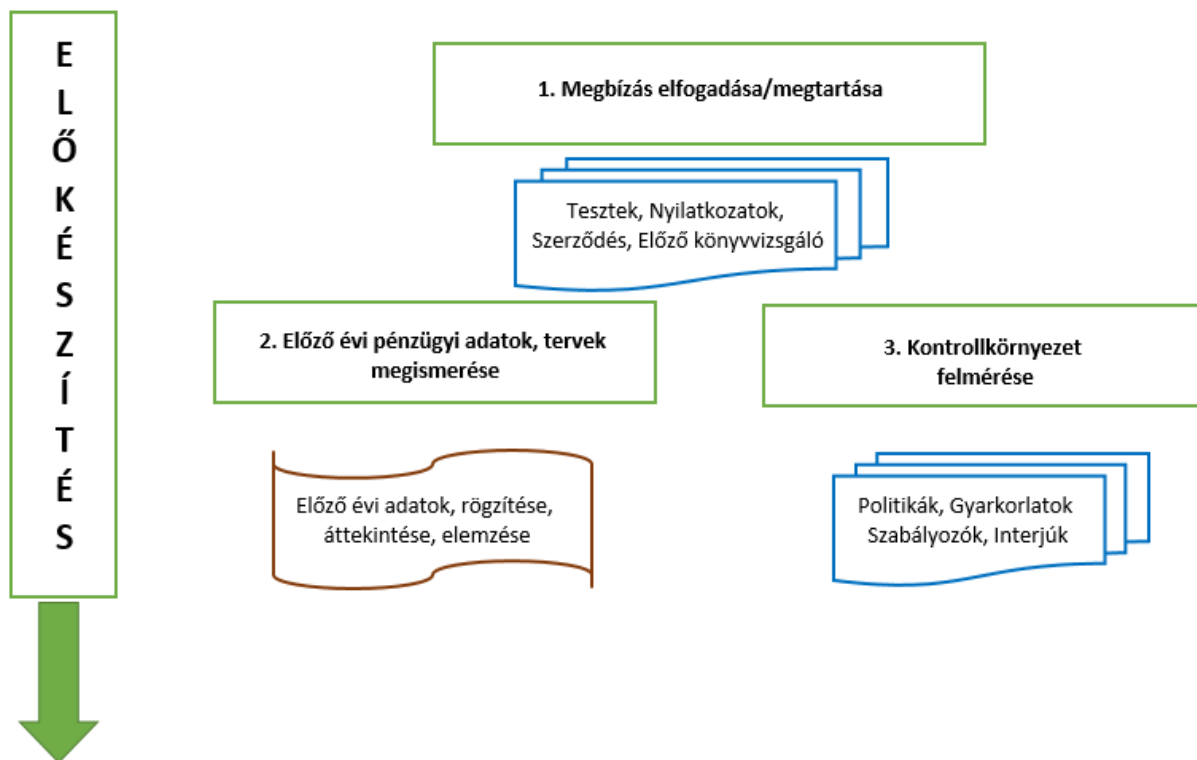 ELŐKÉSZÍTÉS
1. Megbízás elfogadása/megtartása
Tesztek, Nyilatkozatok,
Szerződés, Előző könyvvizsgáló
2. Előző évi pénzügyi adatok, tervek
megismerése
3. Kontrollkörnyezet
felmérése
Előző évi adatok, rögzítése,
áttekintése, elemzése
Politikák, Gyarkorlatok
Szabályozók, Interjúk